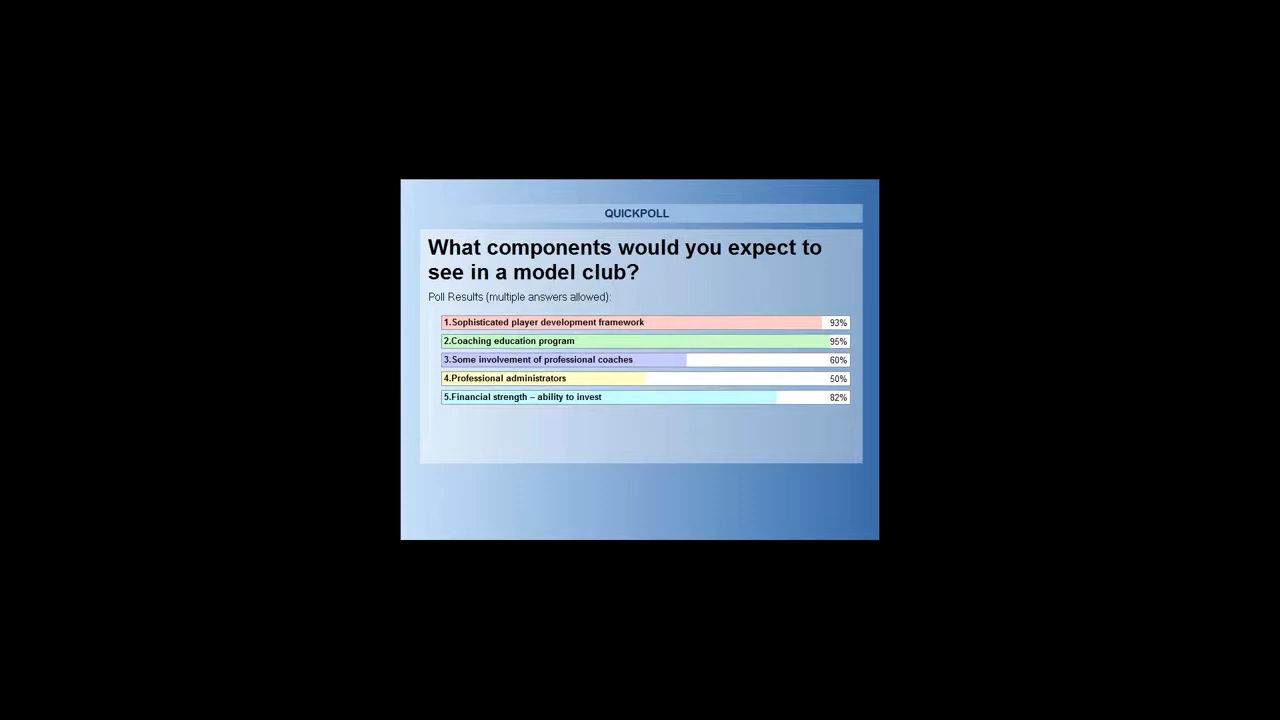 QUICKPOLL
What components would you expect to
see in a model club?
Poll Results (multiple answers allowed):
1.Sophisticated player development framework 93%
2.Coaching education program 95%
3.Some involvement of professional coaches 60%
4.Professional administrators 50%
5.Financial strength – ability to invest 82%